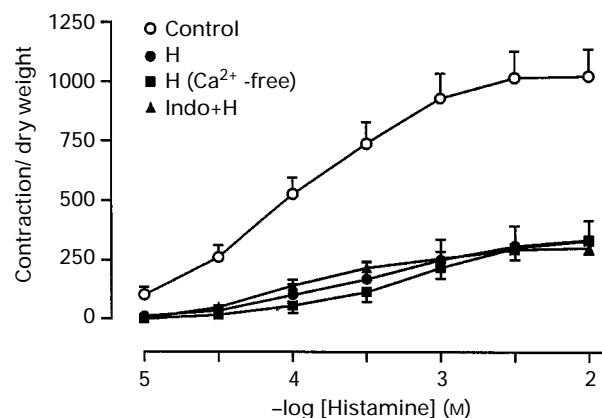 1250
1000
750
500
250
0
Contraction/ dry weight
Control
H
H (Ca²⁺ -free)
Indo+H
5 4 3 2
–log [Histamine] (M)